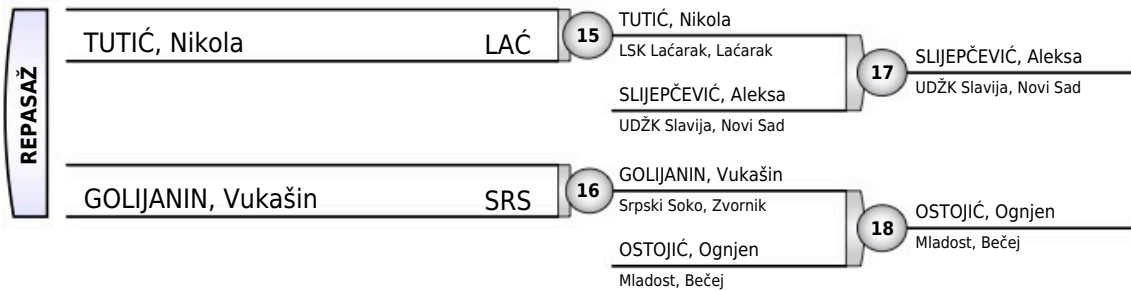 REPASAŽ
TUTIĆ, Nikola LAĆ
15
TUTIĆ, Nikola
LSK Laćarak, Laćarak
SLIJEPČEVIĆ, Aleksa
UDŽK Slavija, Novi Sad
17
SLIJEPČEVIĆ, Aleksa
UDŽK Slavija, Novi Sad
GOLIJANIN, Vukašin SRS
16
GOLIJANIN, Vukašin
Srpski Soko, Zvornik
OSTOJIĆ, Ognjen
Mladost, Bečej
18
OSTOJIĆ, Ognjen
Mladost, Bečej